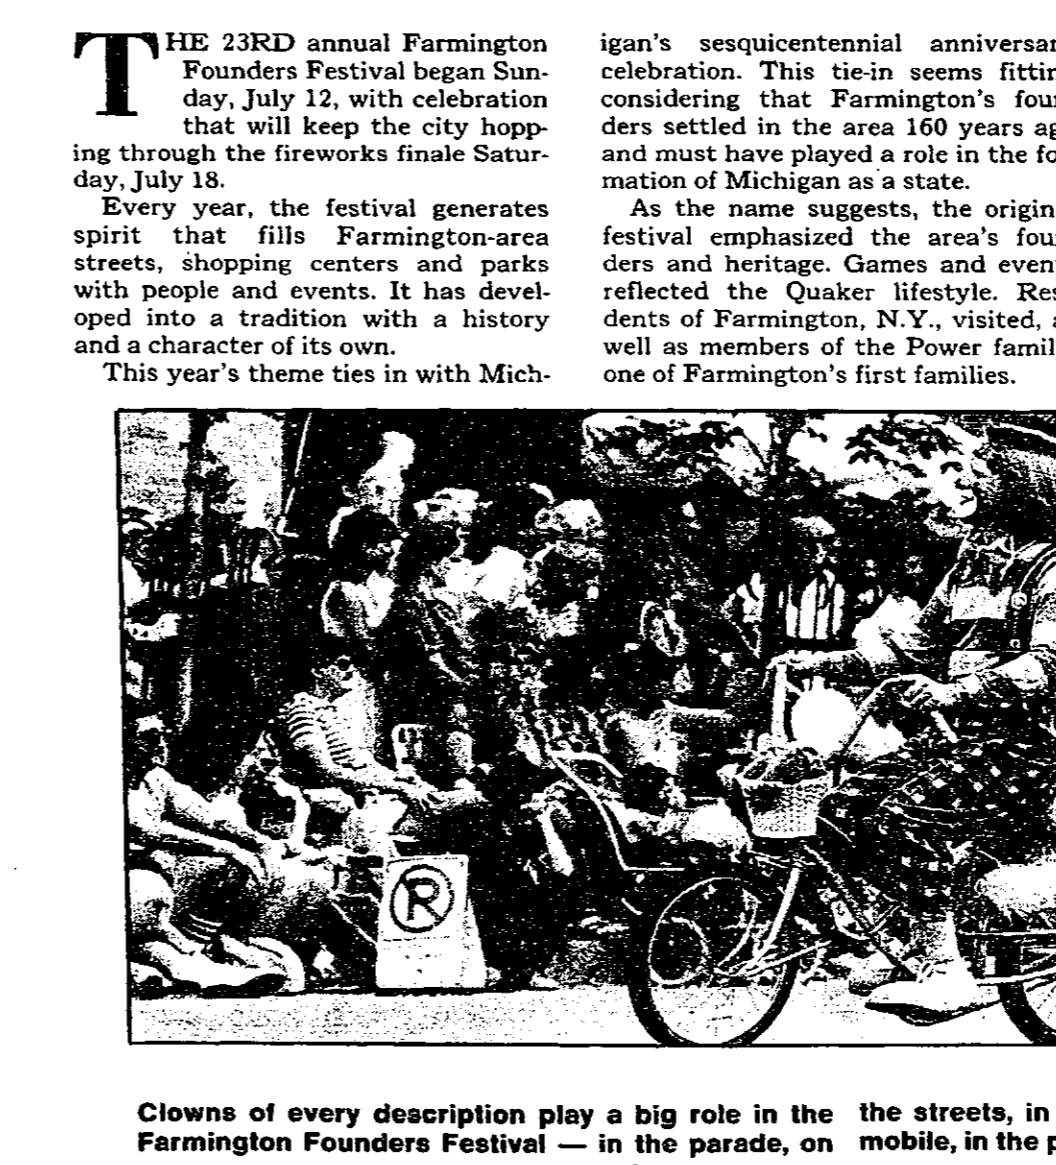 THE 23RD annual Farmington
Founders Festival began Sun-
day, July 12, with celebration
that will keep the city hopp-
ing through the fireworks finale Satur-
day, July 18.
Every year, the festival generates
spirit that fills Farmington-area
streets, shopping centers and parks
with people and events. It has devel-
oped into a tradition with a history
and a character of its own.
This year's theme ties in with Mich-
igan's sesquicentennial
celebration. This tie-in seems
considering that Farmington's
ders settled in the area 160 years
and must have played a role in the
mation of Michigan as a state.
As the name suggests, the
festival emphasized the area's
ders and heritage. Games and
reflected the Quaker lifestyle.
dents of Farmington, N.Y., visited,
well as members of the Power
one of Farmington's first families.
R
Clowns of every description play a big role in the
Farmington Founders Festival — in the parade, on
the streets, in
mobile, in the